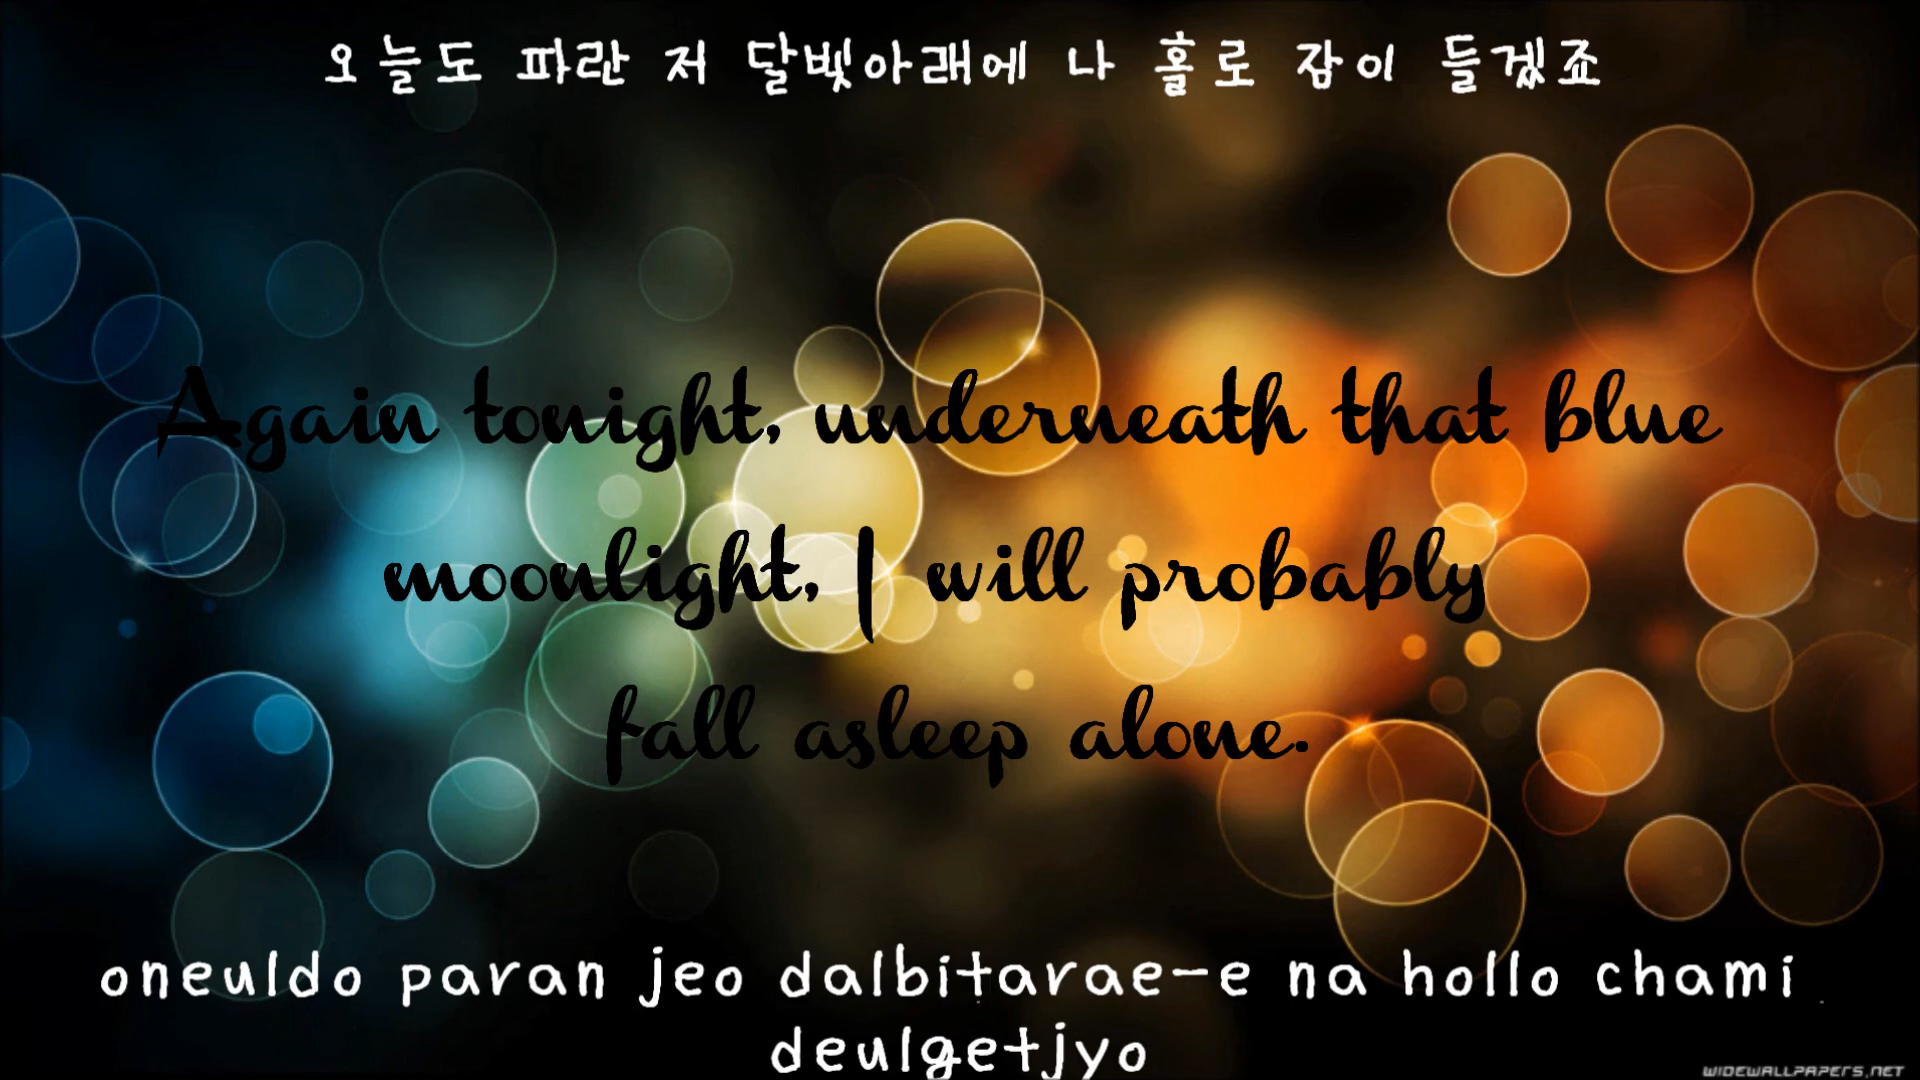 오늘도 파란 저 달빛아래에 나 홀로 잠이 들겠죠
Again tonight, underneath that blue
moonlight, I will probably
fall asleep alone.
oneuldo paran jeo dalbitarae-e na hollo chami
deulgetjyo
WIDEWALLPAPERS.NET